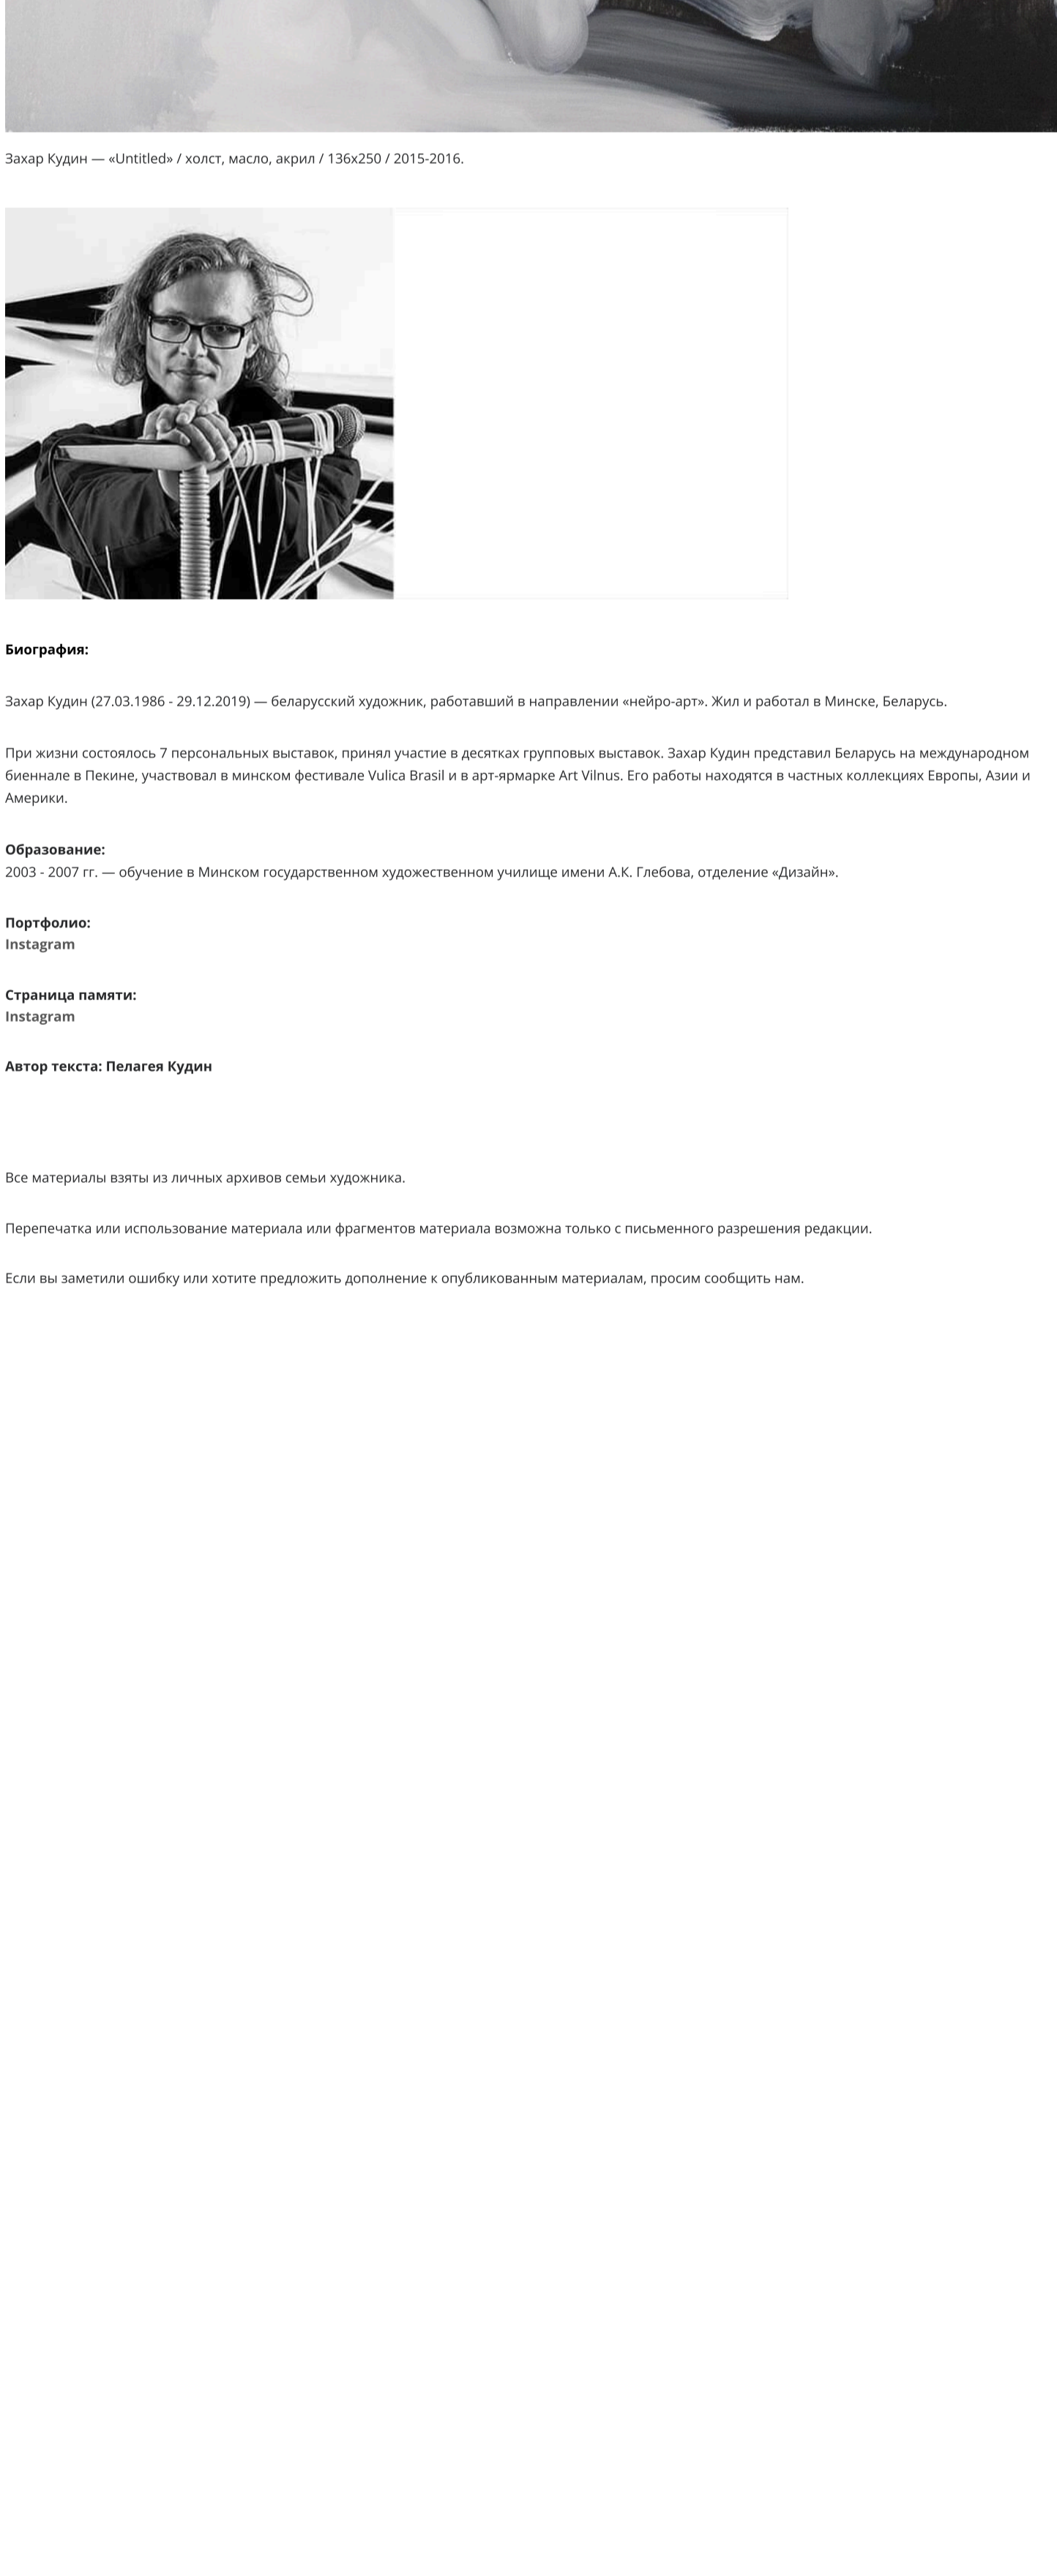 Захар Кудин — «Untitled» / холст, масло, акрил / 136х250 / 2015-2016.
Биография:
Захар Кудин (27.03.1986 - 29.12.2019) — беларусский художник, работавший в направлении «нейро-арт». Жил и работал в Минске, Беларусь.
При жизни состоялось 7 персональных выставок, принял участие в десятках групповых выставок. Захар Кудин представил Беларусь на международном
биеннале в Пекине, участвовал в минском фестивале Vulica Brasil и в арт-ярмарке Art Vilnus. Его работы находятся в частных коллекциях Европы, Азии и
Америки.
Образование:
2003 - 2007 гг. — обучение в Минском государственном художественном училище имени А.К. Глебова, отделение «Дизайн».
Портфолио:
Instagram
Страница памяти:
Instagram
Автор текста: Пелагея Кудин
Все материалы взяты из личных архивов семьи художника.
Перепечатка или использование материала или фрагментов материала возможна только с письменного разрешения редакции.
Если вы заметили ошибку или хотите предложить дополнение к опубликованным материалам, просим сообщить нам.